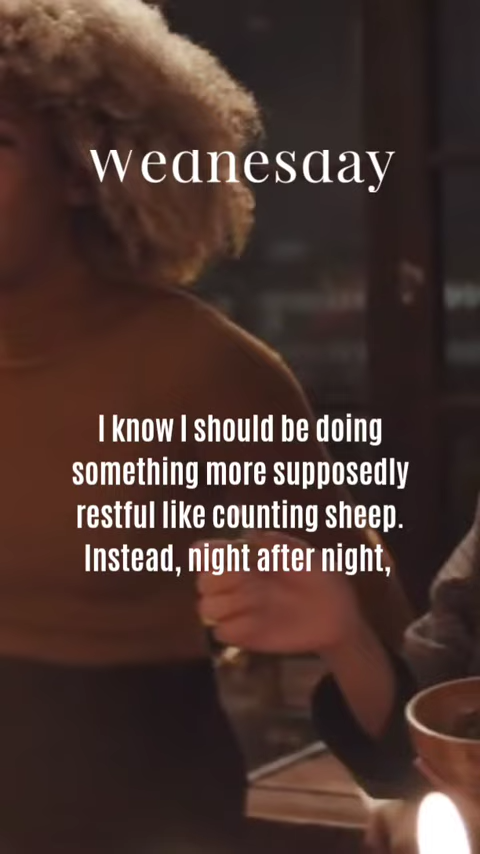 Wednesday
I know I should be doing
something more supposedly
restful like counting sheep.
Instead, night after night,